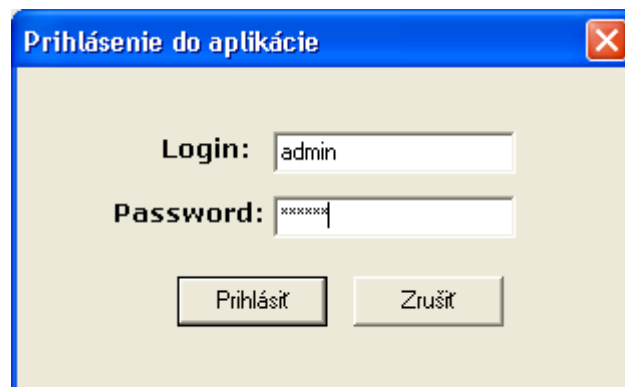 Prihlásenie do aplikácie
Login: admin
Password: ××××××
Prihlásiť Zrušiť